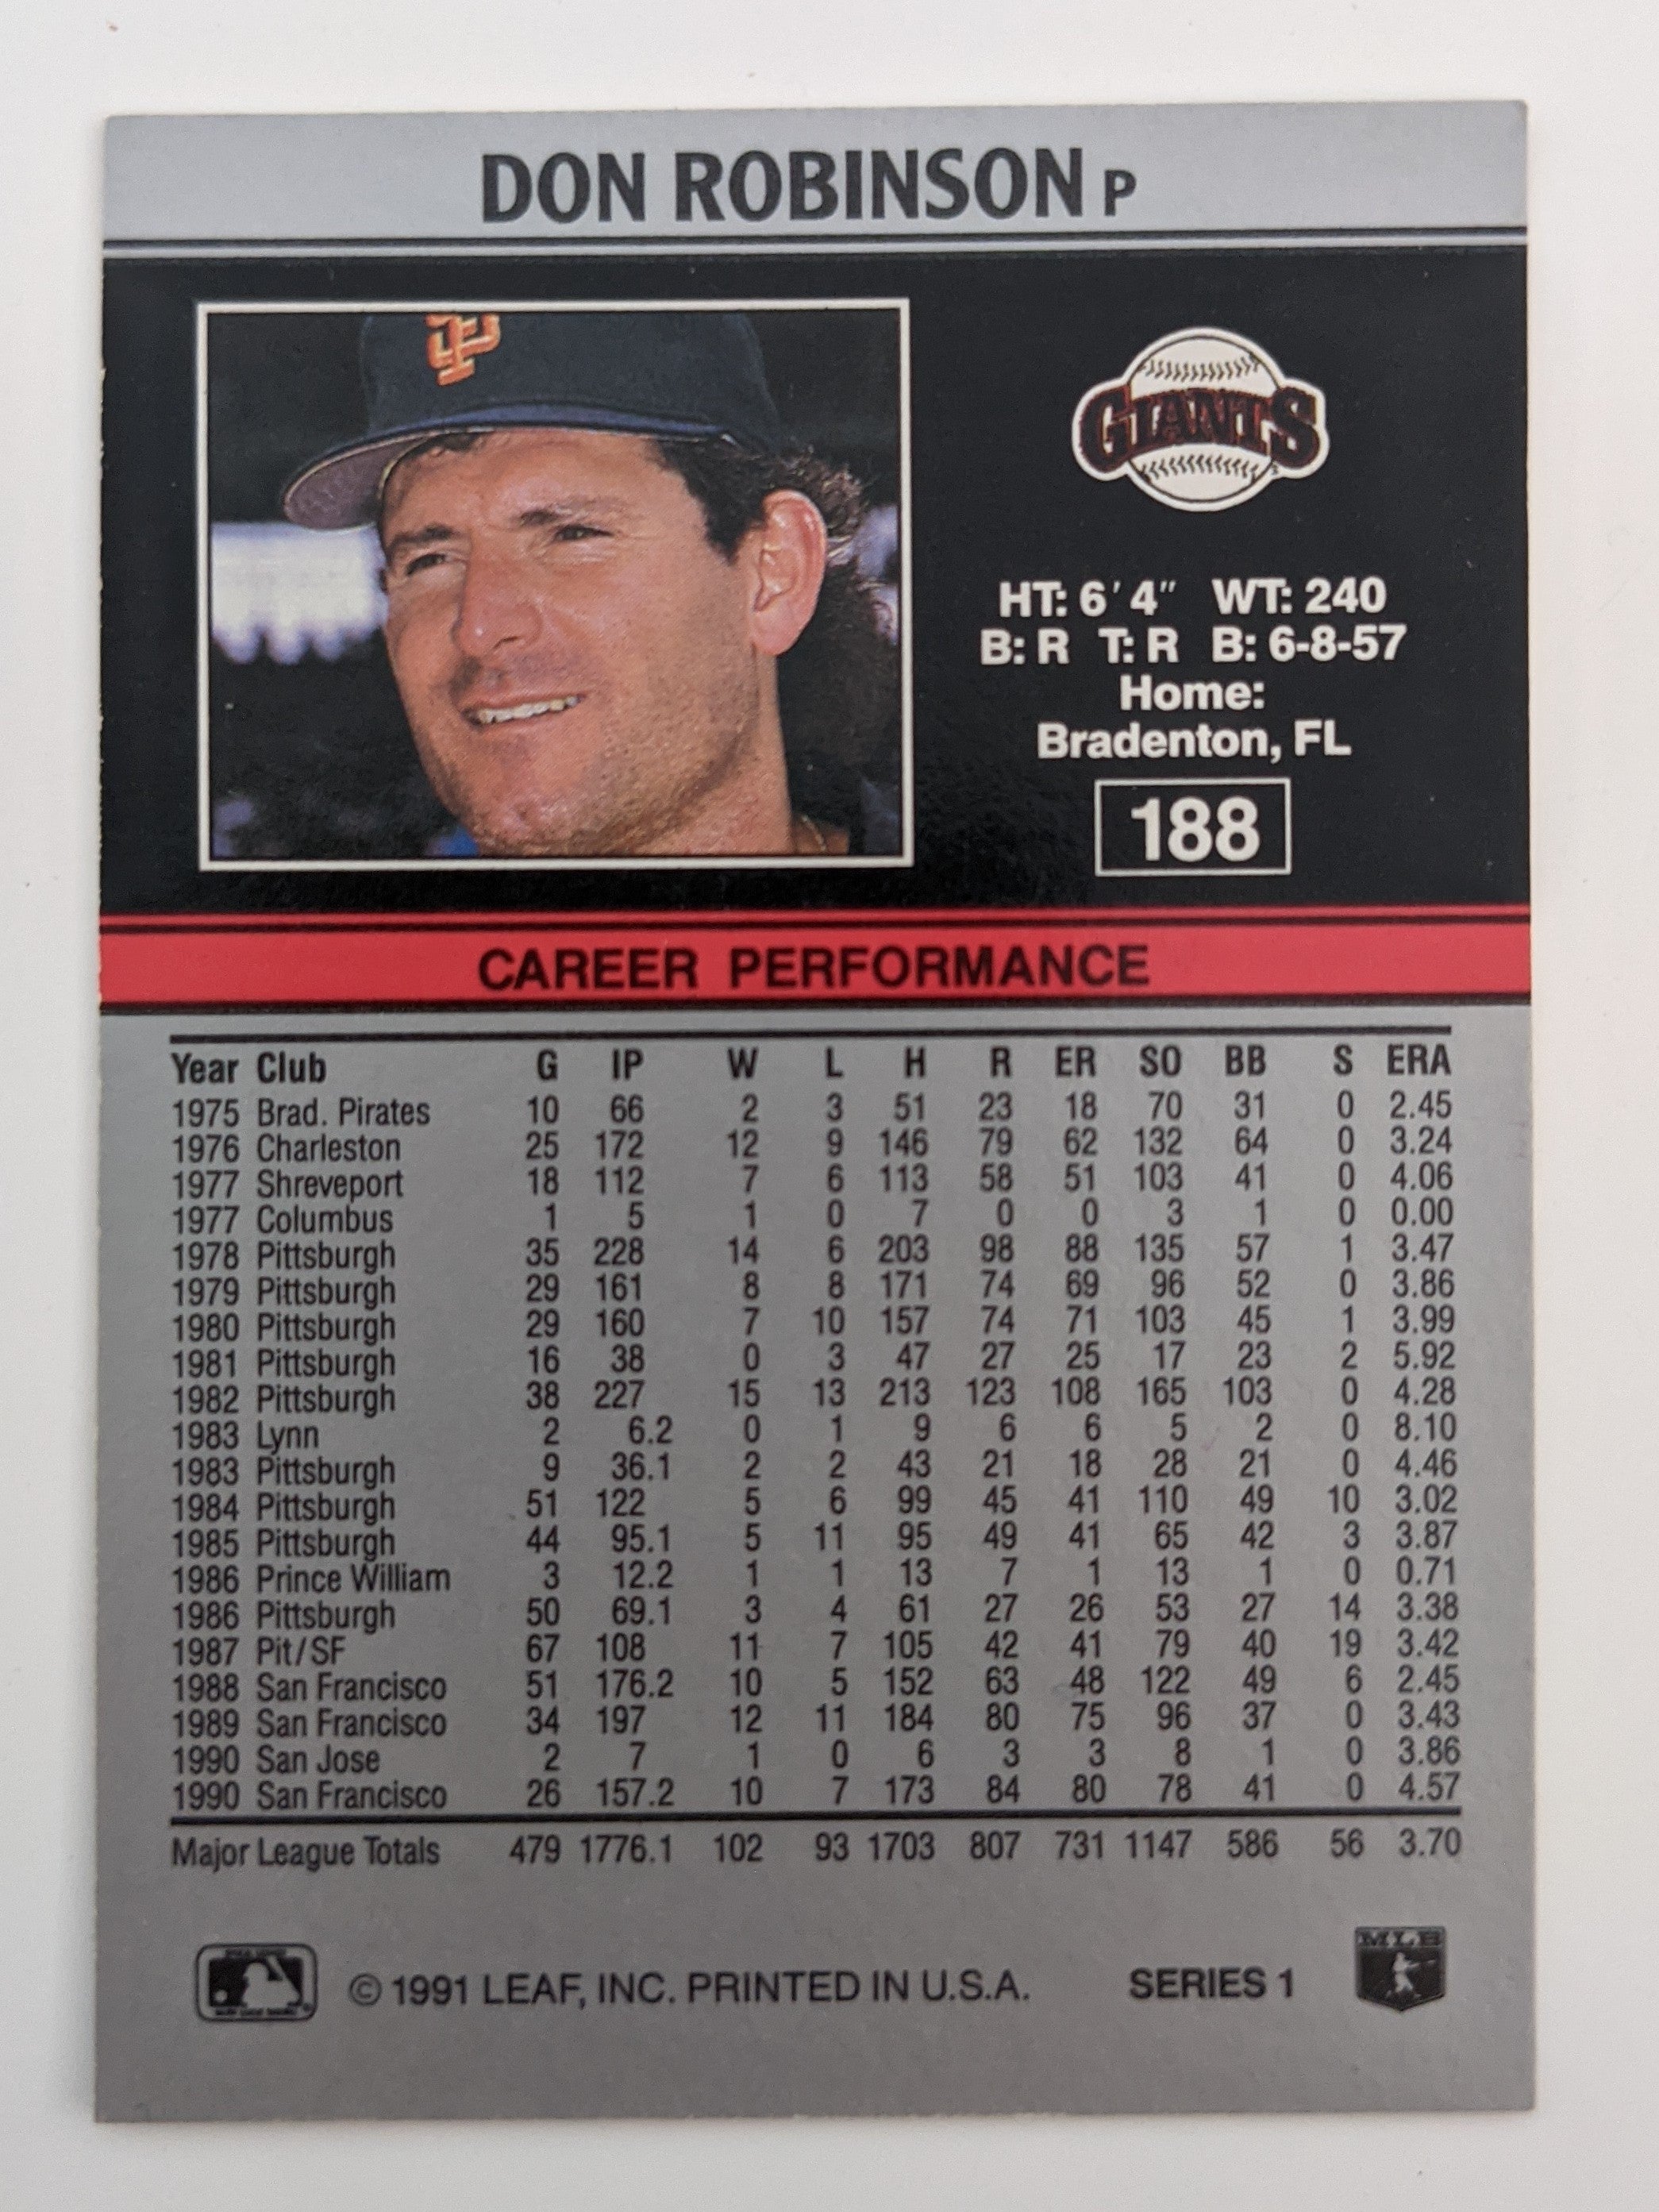 DON ROBINSON P
SF
GIANTS
HT: 6'4" WT: 240
B: R T: R B: 6-8-57
Home:
Bradenton, FL
188
CAREER PERFORMANCE
Year Club G IP W L H R ER SO BB S ERA
1975 Brad. Pirates 10 66 2 3 51 23 18 70 31 0 2.45
1976 Charleston 25 172 12 9 146 79 62 132 64 0 3.24
1977 Shreveport 18 112 7 6 113 58 51 103 41 0 4.06
1977 Columbus 1 5 1 0 7 0 0 3 1 0 0.00
1978 Pittsburgh 35 228 14 6 203 98 88 135 57 1 3.47
1979 Pittsburgh 29 161 8 8 171 74 69 96 52 0 3.86
1980 Pittsburgh 29 160 7 10 157 74 71 103 45 1 3.99
1981 Pittsburgh 16 38 0 3 47 27 25 17 23 2 5.92
1982 Pittsburgh 38 227 15 13 213 123 108 165 103 0 4.28
1983 Lynn 2 6.2 0 1 9 6 6 5 2 0 8.10
1983 Pittsburgh 9 36.1 2 2 43 21 18 28 21 0 4.46
1984 Pittsburgh 51 122 5 6 99 45 41 110 49 10 3.02
1985 Pittsburgh 44 95.1 5 11 95 49 41 65 42 3 3.87
1986 Prince William 3 12.2 1 1 13 7 1 13 1 0 0.71
1986 Pittsburgh 50 69.1 3 4 61 27 26 53 27 14 3.38
1987 Pit/SF 67 108 11 7 105 42 41 79 40 19 3.42
1988 San Francisco 51 176.2 10 5 152 63 48 122 49 6 2.45
1989 San Francisco 34 197 12 11 184 80 75 96 37 0 3.43
1990 San Jose 2 7 1 0 6 3 3 8 1 0 3.86
1990 San Francisco 26 157.2 10 7 173 84 80 78 41 0 4.57
Major League Totals 479 1776.1 102 93 1703 807 731 1147 586 56 3.70
© 1991 LEAF, INC. PRINTED IN U.S.A. SERIES 1
MLB